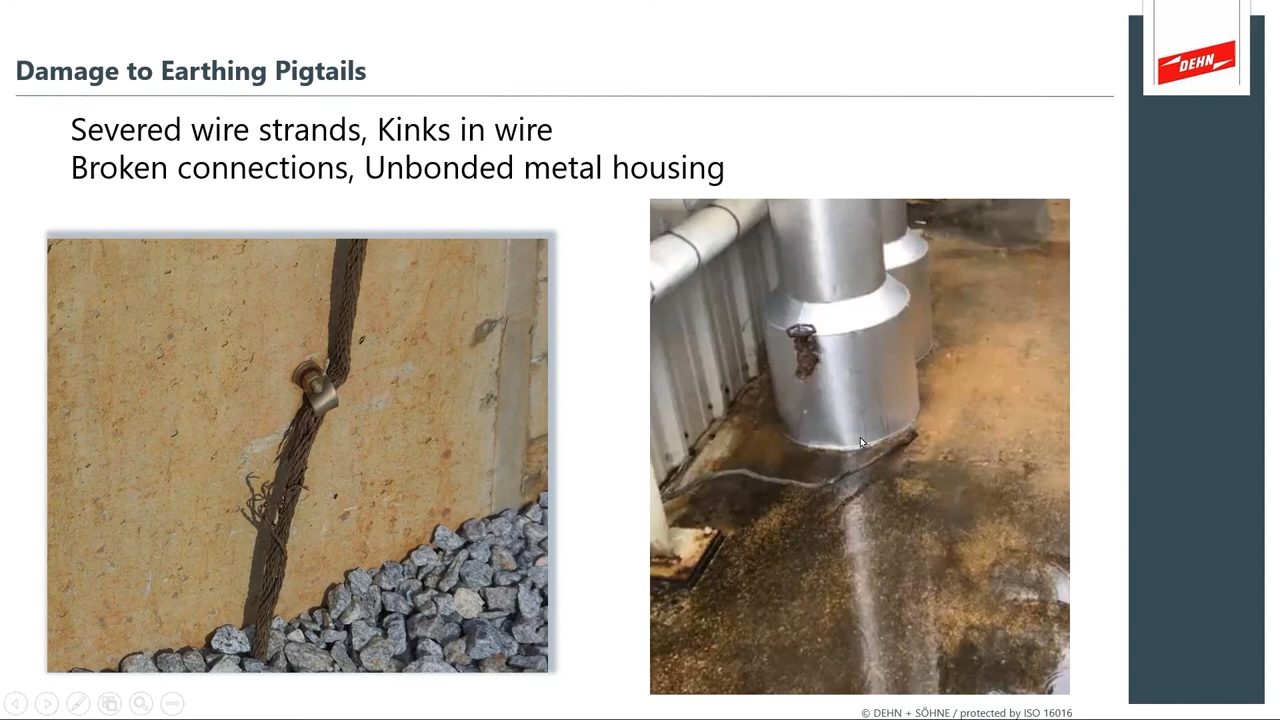 Damage to Earthing Pigtails
DEHN
Severed wire strands, Kinks in wire
Broken connections, Unbonded metal housing
© DEHN + SÖHNE / protected by ISO 16016